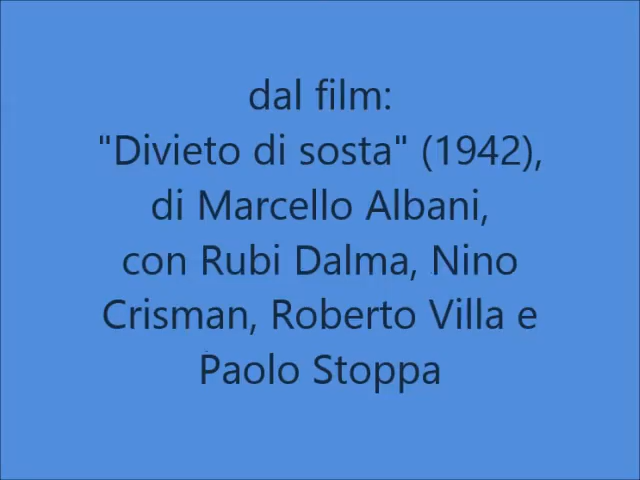 dal film:
"Divieto di sosta" (1942),
di Marcello Albani,
con Rubi Dalma, Nino
Crisman, Roberto Villa e
Paolo Stoppa